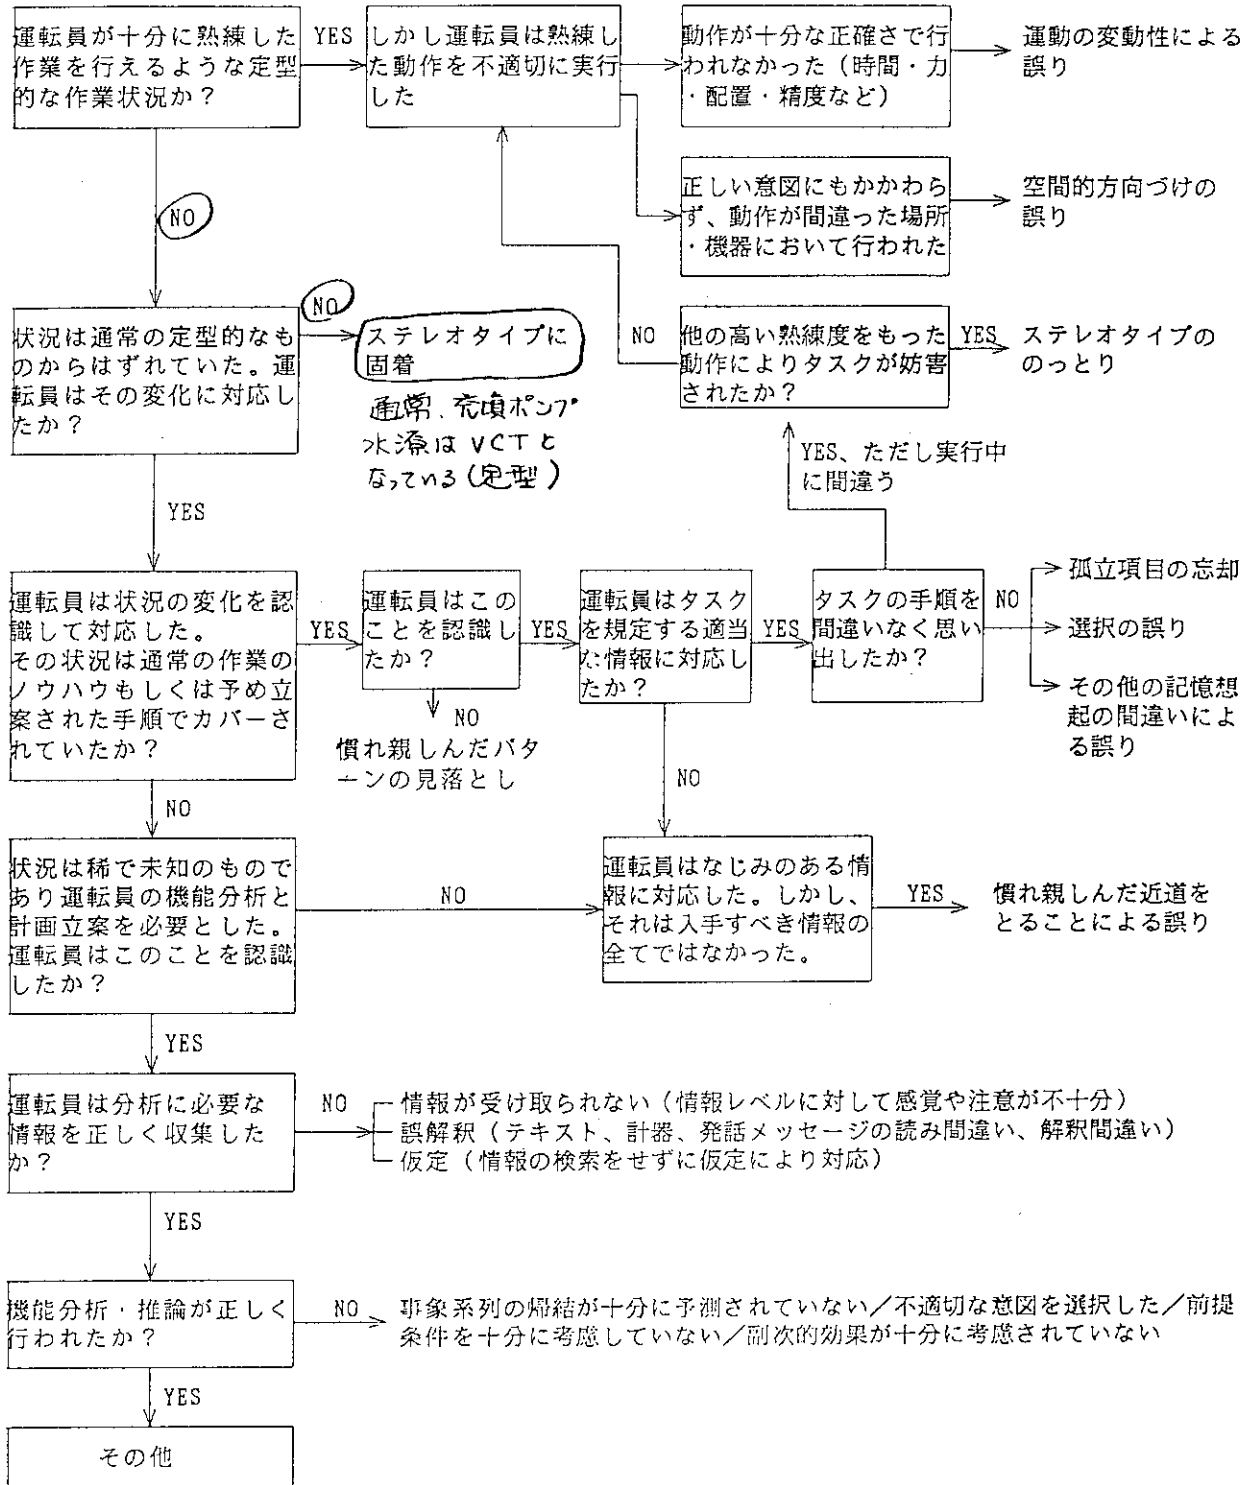 運転員が十分に熟練した
作業を行えるような定型
的な作業状況か？
YES
しかし運転員は熟練し
た動作を不適切に実行
した
動作が十分な正確さで行
われなかった（時間・力
・配置・精度など）
運動の変動性による
誤り
正しい意図にもかかわら
ず、動作が間違った場所
・機器において行われた
空間的方向づけの
誤り
NO
状況は通常の定型的なも
のからはずれていた。運
転員はその変化に対応し
たか？
NO
ステレオタイプに
固着
通常、充填ポンプ
水源はVCTと
なっている（定型）
NO
他の高い熟練度をもった
動作によりタスクが妨害
されたか？
YES
ステレオタイプの
のっとり
YES、ただし実行中
に間違う
YES
運転員は状況の変化を認
識して対応した。
その状況は通常の作業の
ノウハウもしくは予め立
案された手順でカバーさ
れていたか？
YES
運転員はこの
ことを認識し
たか？
YES
運転員はタスク
を規定する適当
な情報に対応し
たか？
YES
タスクの手順を
間違いなく思い
出したか？
NO
孤立項目の忘却
選択の誤り
その他の記憶想
起の間違いによ
る誤り
NO
慣れ親しんだパタ
ーンの見落とし
NO
NO
状況は稀で未知のもので
あり運転員の機能分析と
計画立案を必要とした。
運転員はこのことを認識
したか？
NO
運転員はなじみのある情
報に対応した。しかし、
それは入手すべき情報の
全てではなかった。
YES
慣れ親しんだ近道を
とることによる誤り
YES
運転員は分析に必要な
情報を正しく収集した
か？
NO
情報が受け取られない（情報レベルに対して感覚や注意が不十分）
誤解釈（テキスト、計器、発話メッセージの読み間違い、解釈間違い）
仮定（情報の検索をせずに仮定により対応）
YES
機能分析・推論が正しく
行われたか？
NO
事象系列の帰結が十分に予測されていない／不適切な意図を選択した／前提
条件を十分に考慮していない／副次的効果が十分に考慮されていない
YES
その他